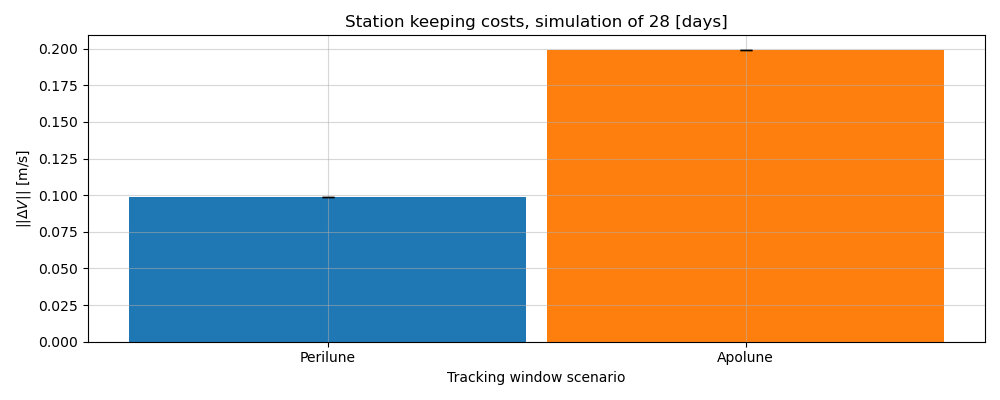 Station keeping costs, simulation of 28 [days]
0.200
0.175
0.150
0.125
0.100
0.075
0.050
0.025
0.000
||ΔV|| [m/s]
Perilune
Apolune
Tracking window scenario